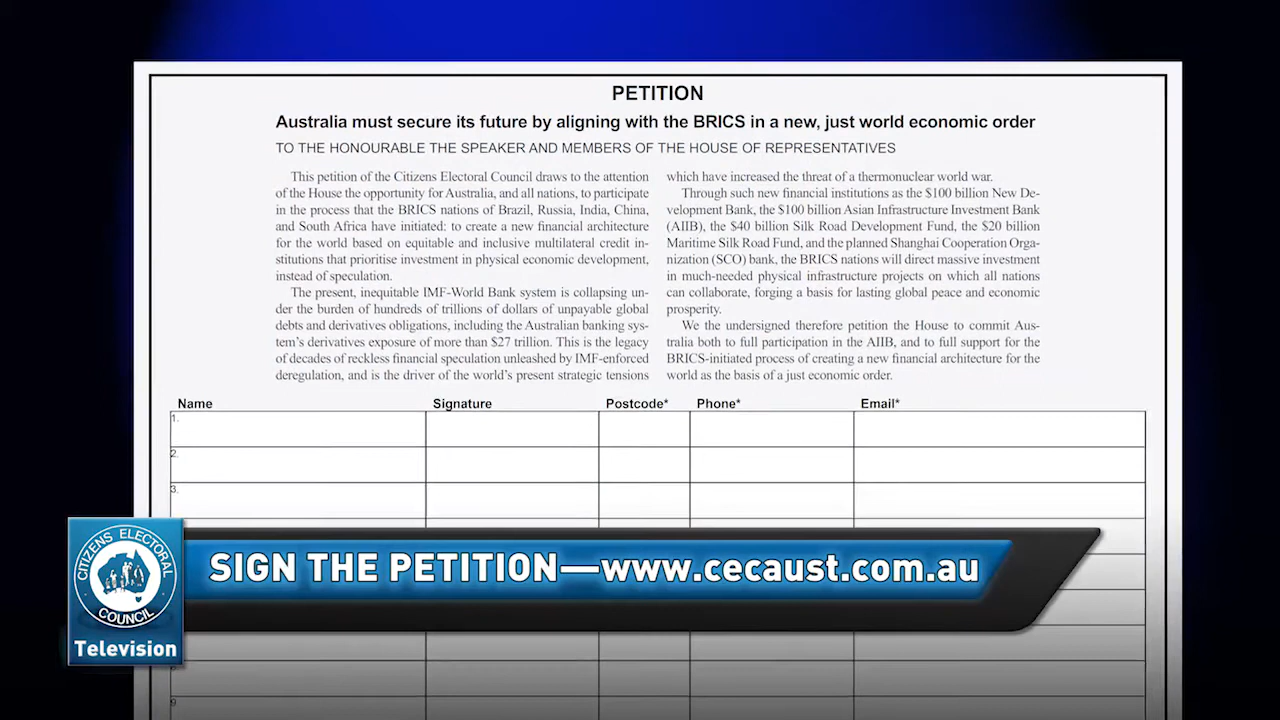 PETITION
Australia must secure its future by aligning with the BRICS in a new, just world economic order
TO THE HONOURABLE THE SPEAKER AND MEMBERS OF THE HOUSE OF REPRESENTATIVES
This petition of the Citizens Electoral Council draws to the attention
of the House the opportunity for Australia, and all nations, to participate
in the process that the BRICS nations of Brazil, Russia, India, China,
and South Africa have initiated: to create a new financial architecture
for the world based on equitable and inclusive multilateral credit in-
stitutions that prioritise investment in physical economic development,
instead of speculation.
The present, inequitable IMF-World Bank system is collapsing un-
der the burden of hundreds of trillions of dollars of unpayable global
debts and derivatives obligations, including the Australian banking sys-
tem's derivatives exposure of more than $27 trillion. This is the legacy
of decades of reckless financial speculation unleashed by IMF-enforced
deregulation, and is the driver of the world's present strategic tensions
which have increased the threat of a thermonuclear world war.
Through such new financial institutions as the $100 billion New De-
velopment Bank, the $100 billion Asian Infrastructure Investment Bank
(AIIB), the $40 billion Silk Road Development Fund, the $20 billion
Maritime Silk Road Fund, and the planned Shanghai Cooperation Orga-
nization (SCO) bank, the BRICS nations will direct massive investment
in much-needed physical infrastructure projects on which all nations
can collaborate, forging a basis for lasting global peace and economic
prosperity.
We the undersigned therefore petition the House to commit Aus-
tralia both to full participation in the AIIB, and to full support for the
BRICS-initiated process of creating a new financial architecture for the
world as the basis of a just economic order.
Name Signature Postcode* Phone* Email*
1.
2.
3.
CITIZENS ELECTORAL
COUNCIL
Television
SIGN THE PETITION—www.cecaust.com.au
9